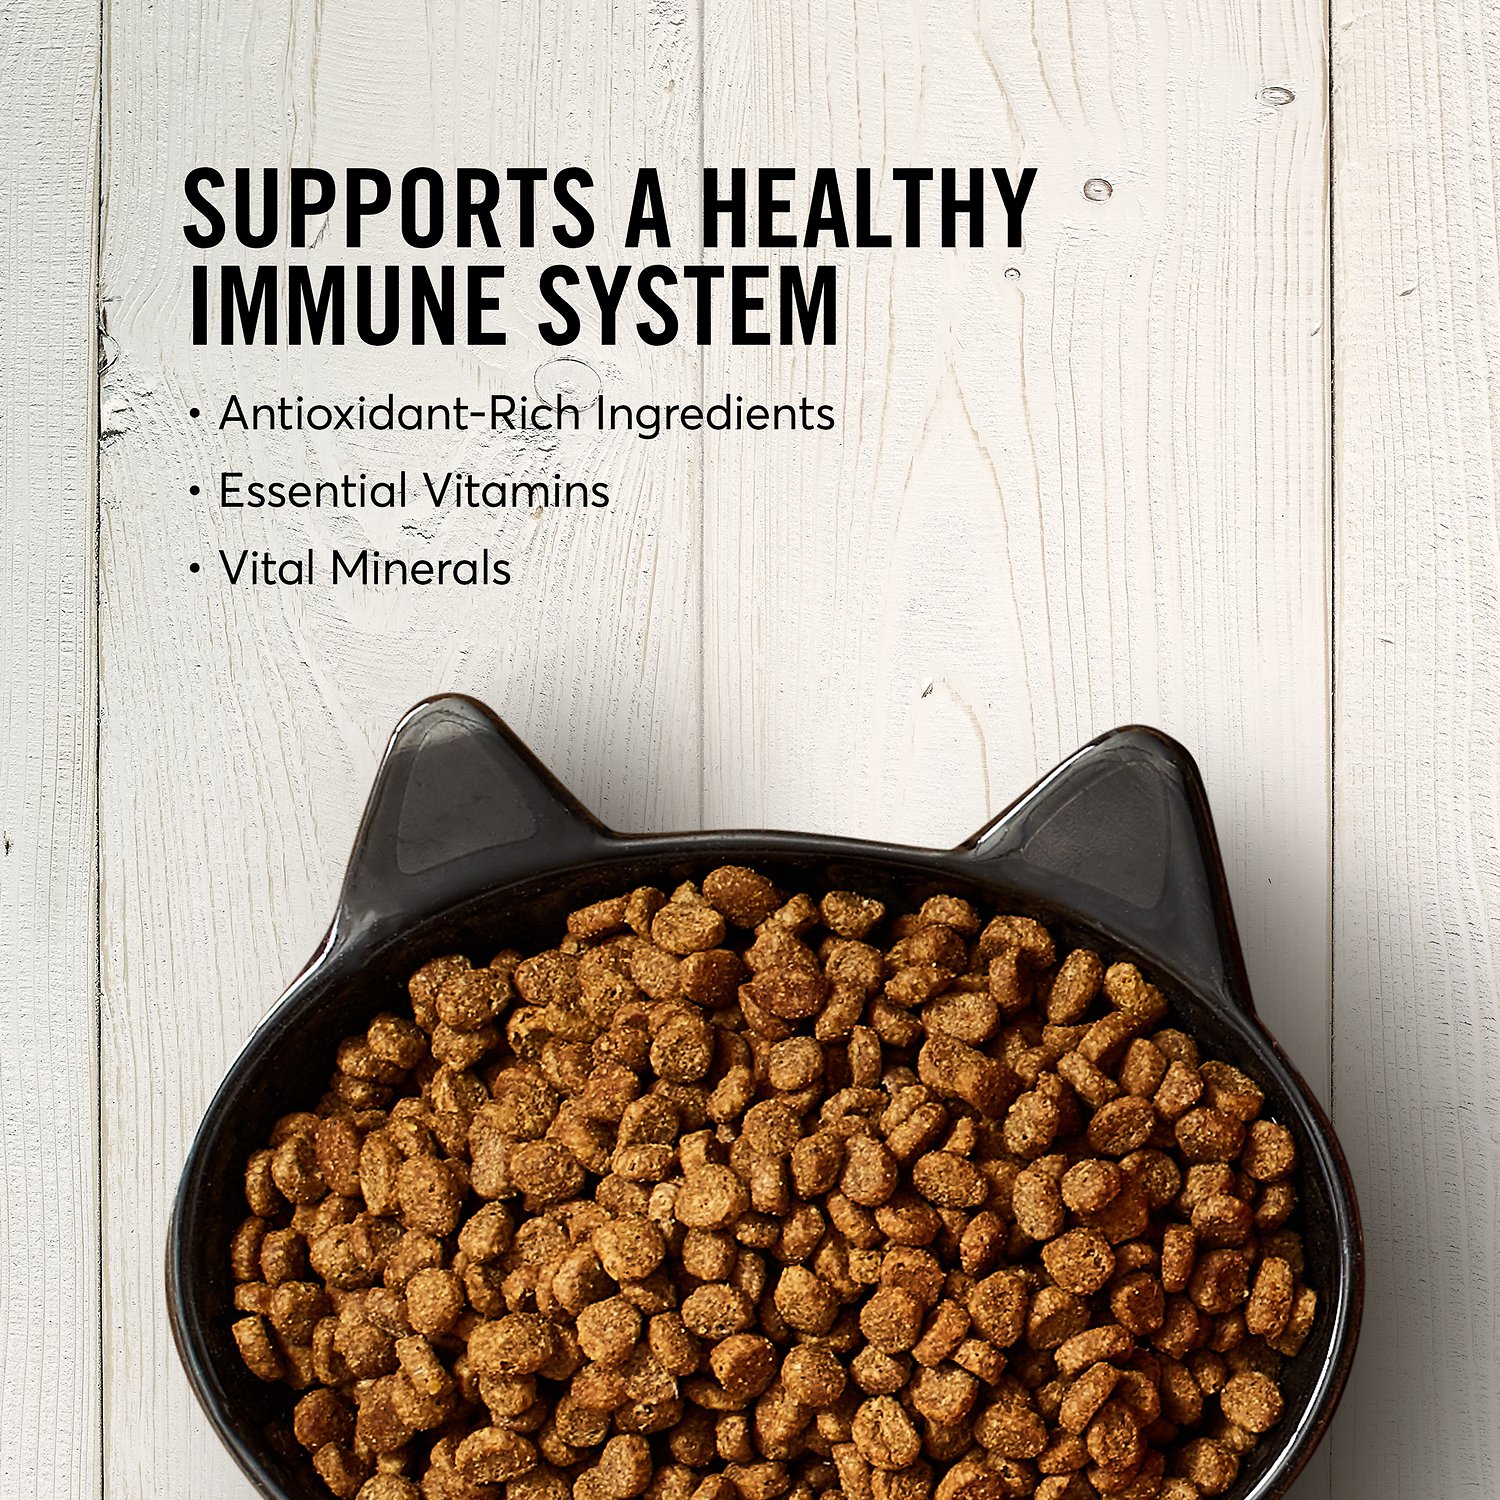 SUPPORTS A HEALTHY
IMMUNE SYSTEM
• Antioxidant-Rich Ingredients
• Essential Vitamins
• Vital Minerals